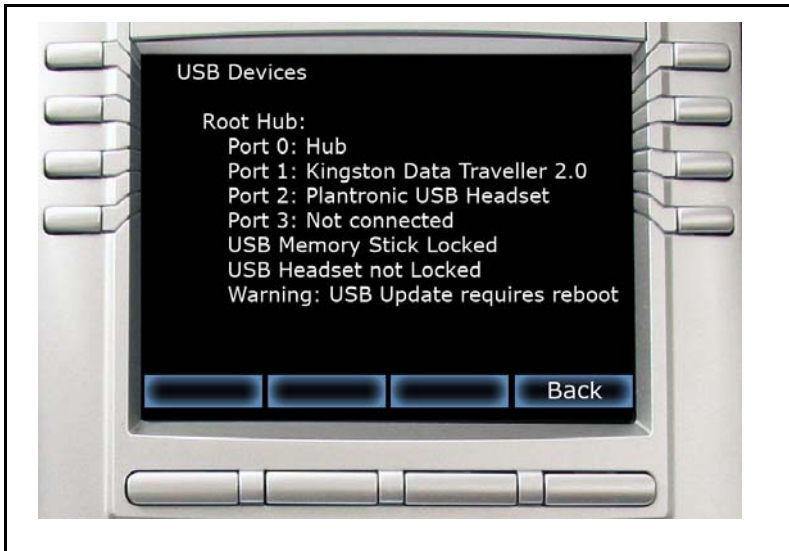 USB Devices
Root Hub:
Port 0: Hub
Port 1: Kingston Data Traveller 2.0
Port 2: Plantronic USB Headset
Port 3: Not connected
USB Memory Stick Locked
USB Headset not Locked
Warning: USB Update requires reboot
Back